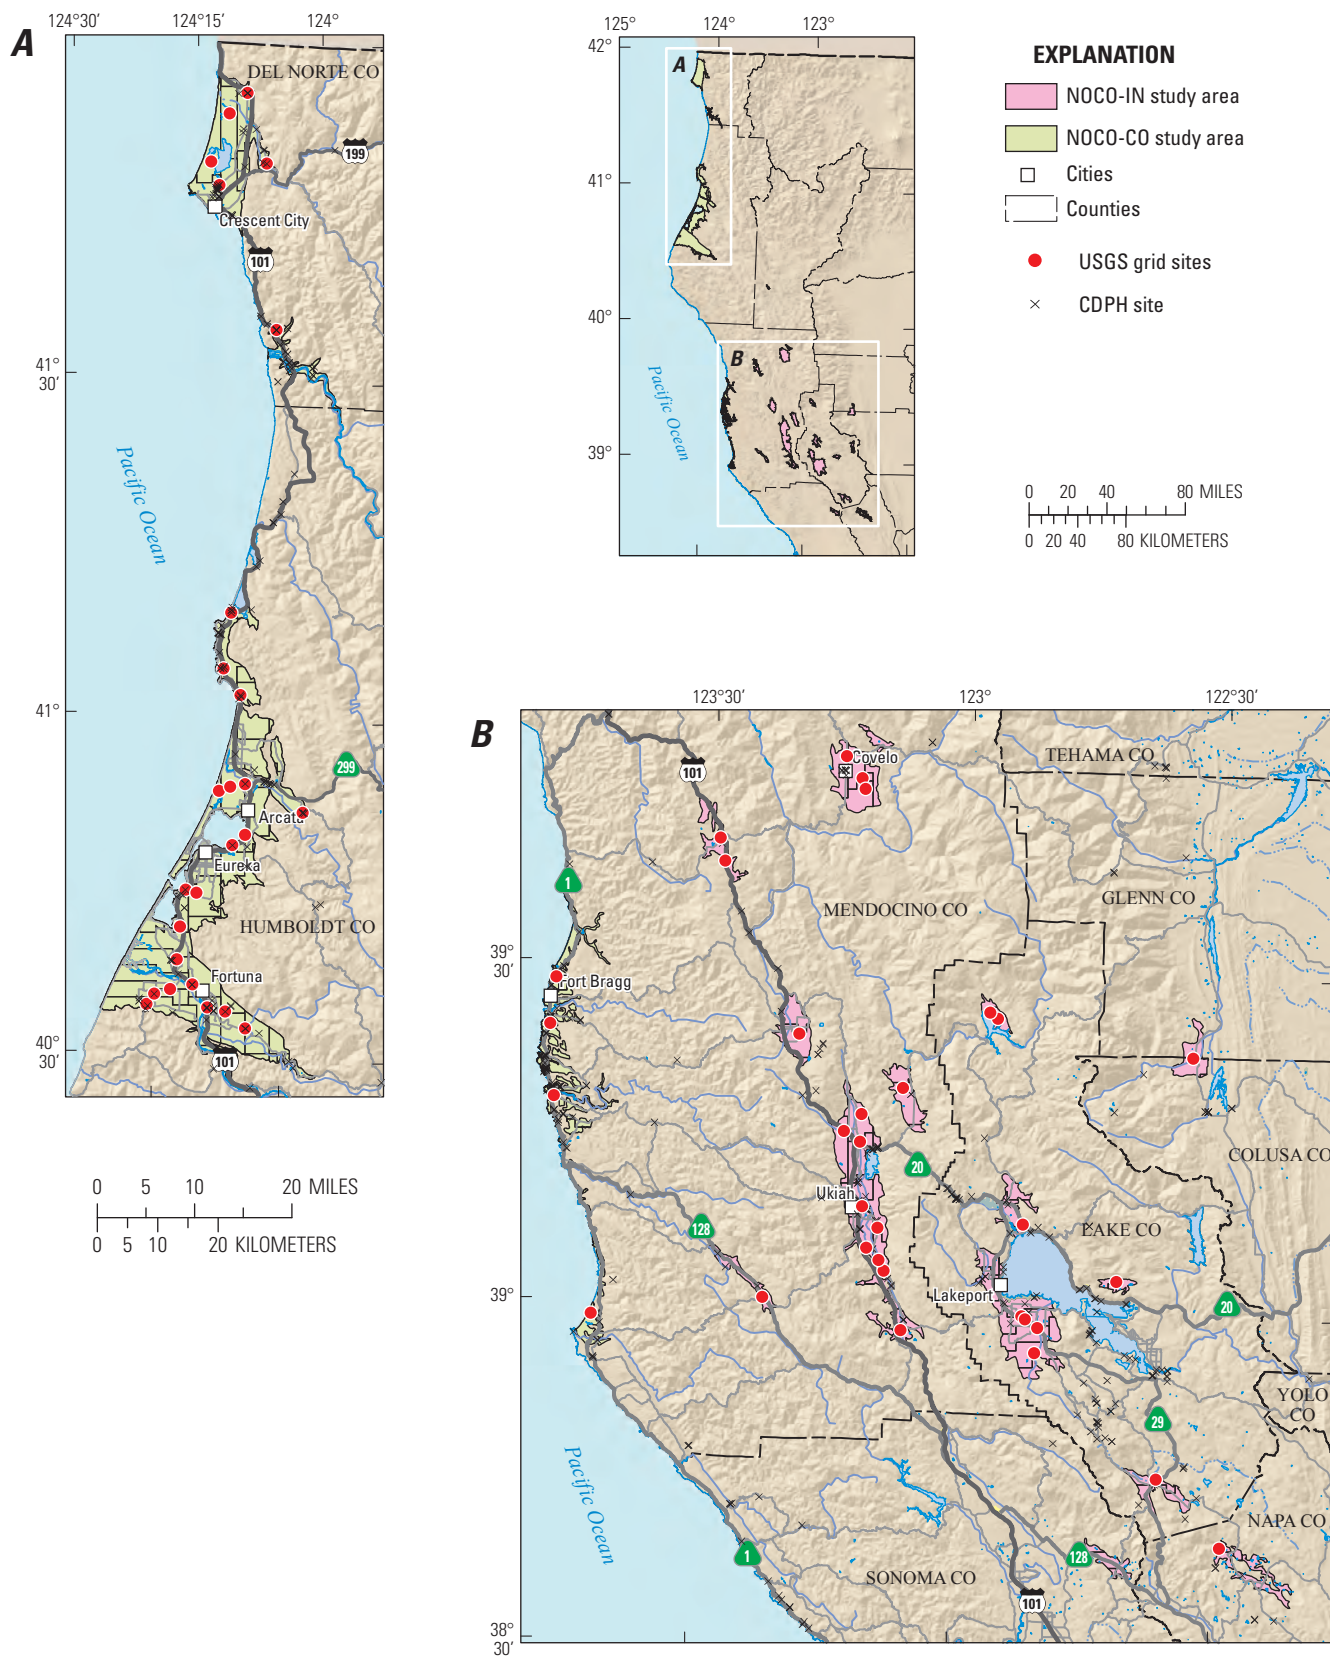 A
124°30'
124°15'
124°
DEL NORTE CO
199
Crescent City
101
41°
30'
Pacific Ocean
41°
299
Arcata
Eureka
HUMBOLDT CO
Fortuna
40°
30'
101
0 5 10 20 MILES
0 5 10 20 KILOMETERS
125°
124°
123°
42°
A
41°
40°
B
Pacific Ocean
39°
EXPLANATION
NOCO-IN study area
NOCO-CO study area
Cities
Counties
USGS grid sites
CDPH site
0 20 40 80 MILES
0 20 40 80 KILOMETERS
B
123°30'
123°
122°30'
Covelo
TEHAMA CO
101
1
MENDOCINO CO
GLENN CO
39°
30'
Fort Bragg
COLUSA CO
20
Ukiah
128
LAKE CO
Lakeport
39°
20
YOLO
CO
29
Pacific Ocean
NAPA CO
1
128
SONOMA CO
101
38°
30'